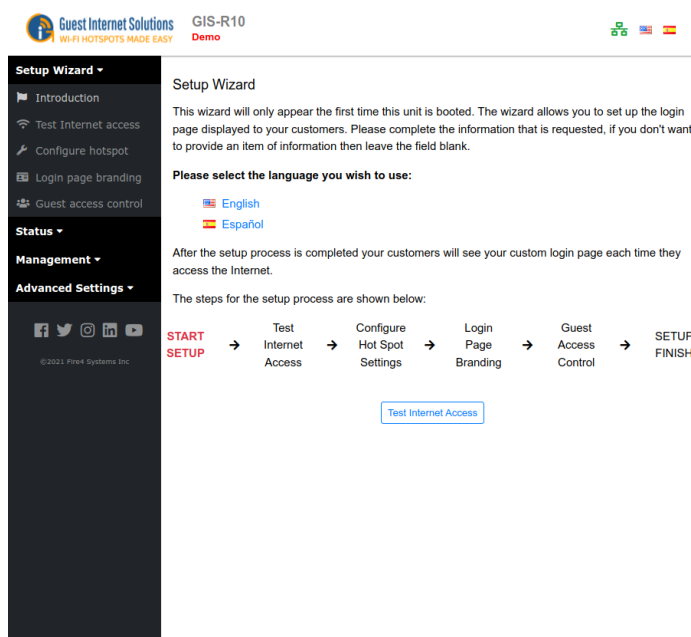 Guest Internet Solutions
WI-FI HOTSPOTS MADE EASY
GIS-R10
Demo
Setup Wizard
Introduction
Test Internet access
Configure hotspot
Login page branding
Guest access control
Status
Management
Advanced Settings
©2021 Fire4 Systems Inc
Setup Wizard
This wizard will only appear the first time this unit is booted. The wizard allows you to set up the login
page displayed to your customers. Please complete the information that is requested, if you don't want
to provide an item of information then leave the field blank.
Please select the language you wish to use:
English
Español
After the setup process is completed your customers will see your custom login page each time they
access the Internet.
The steps for the setup process are shown below:
START
SETUP
Test
Internet
Access
Configure
Hot Spot
Settings
Login
Page
Branding
Guest
Access
Control
SETUP
FINISH
Test Internet Access